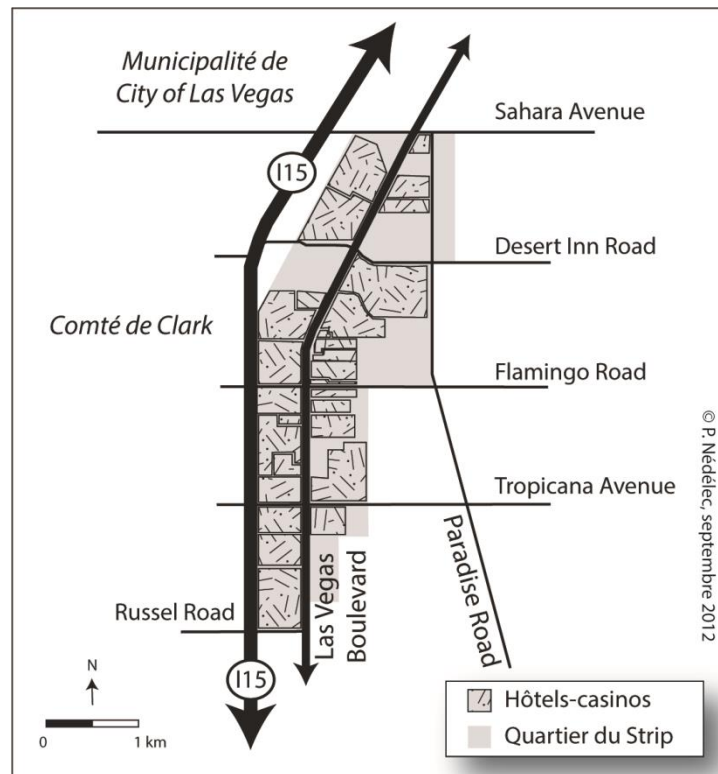 Municipalité de
City of Las Vegas
Sahara Avenue
I15
Desert Inn Road
Comté de Clark
Flamingo Road
© P. Nédélec, septembre 2012
Tropicana Avenue
Las Vegas
Boulevard
Paradise Road
Russel Road
N
I15
0 1 km
Hôtels-casinos
Quartier du Strip